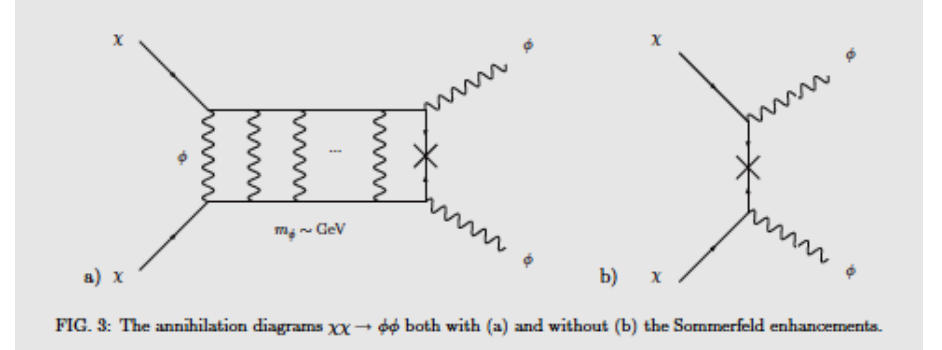 χ
ϕ
χ
ϕ
ϕ
...
m_ϕ ~ GeV
ϕ
a) χ
b) χ
ϕ
FIG. 3: The annihilation diagrams χχ → ϕϕ both with (a) and without (b) the Sommerfeld enhancements.